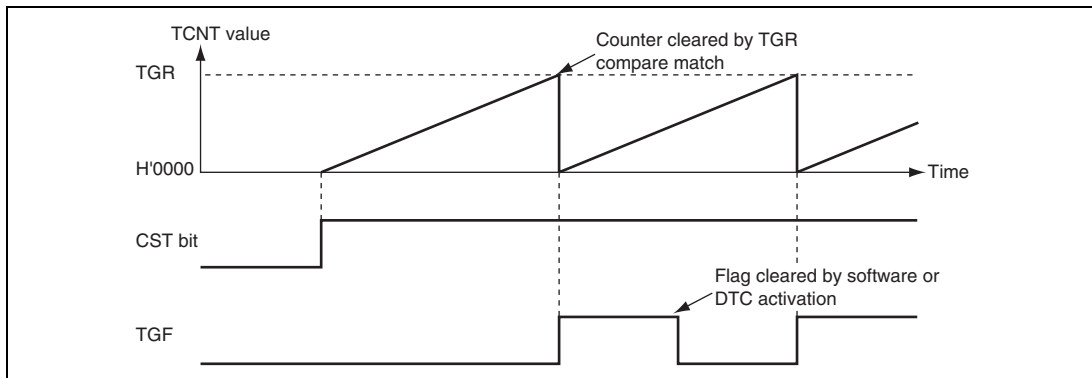 TCNT value
Counter cleared by TGR
compare match
TGR
H'0000
Time
CST bit
Flag cleared by software or
DTC activation
TGF